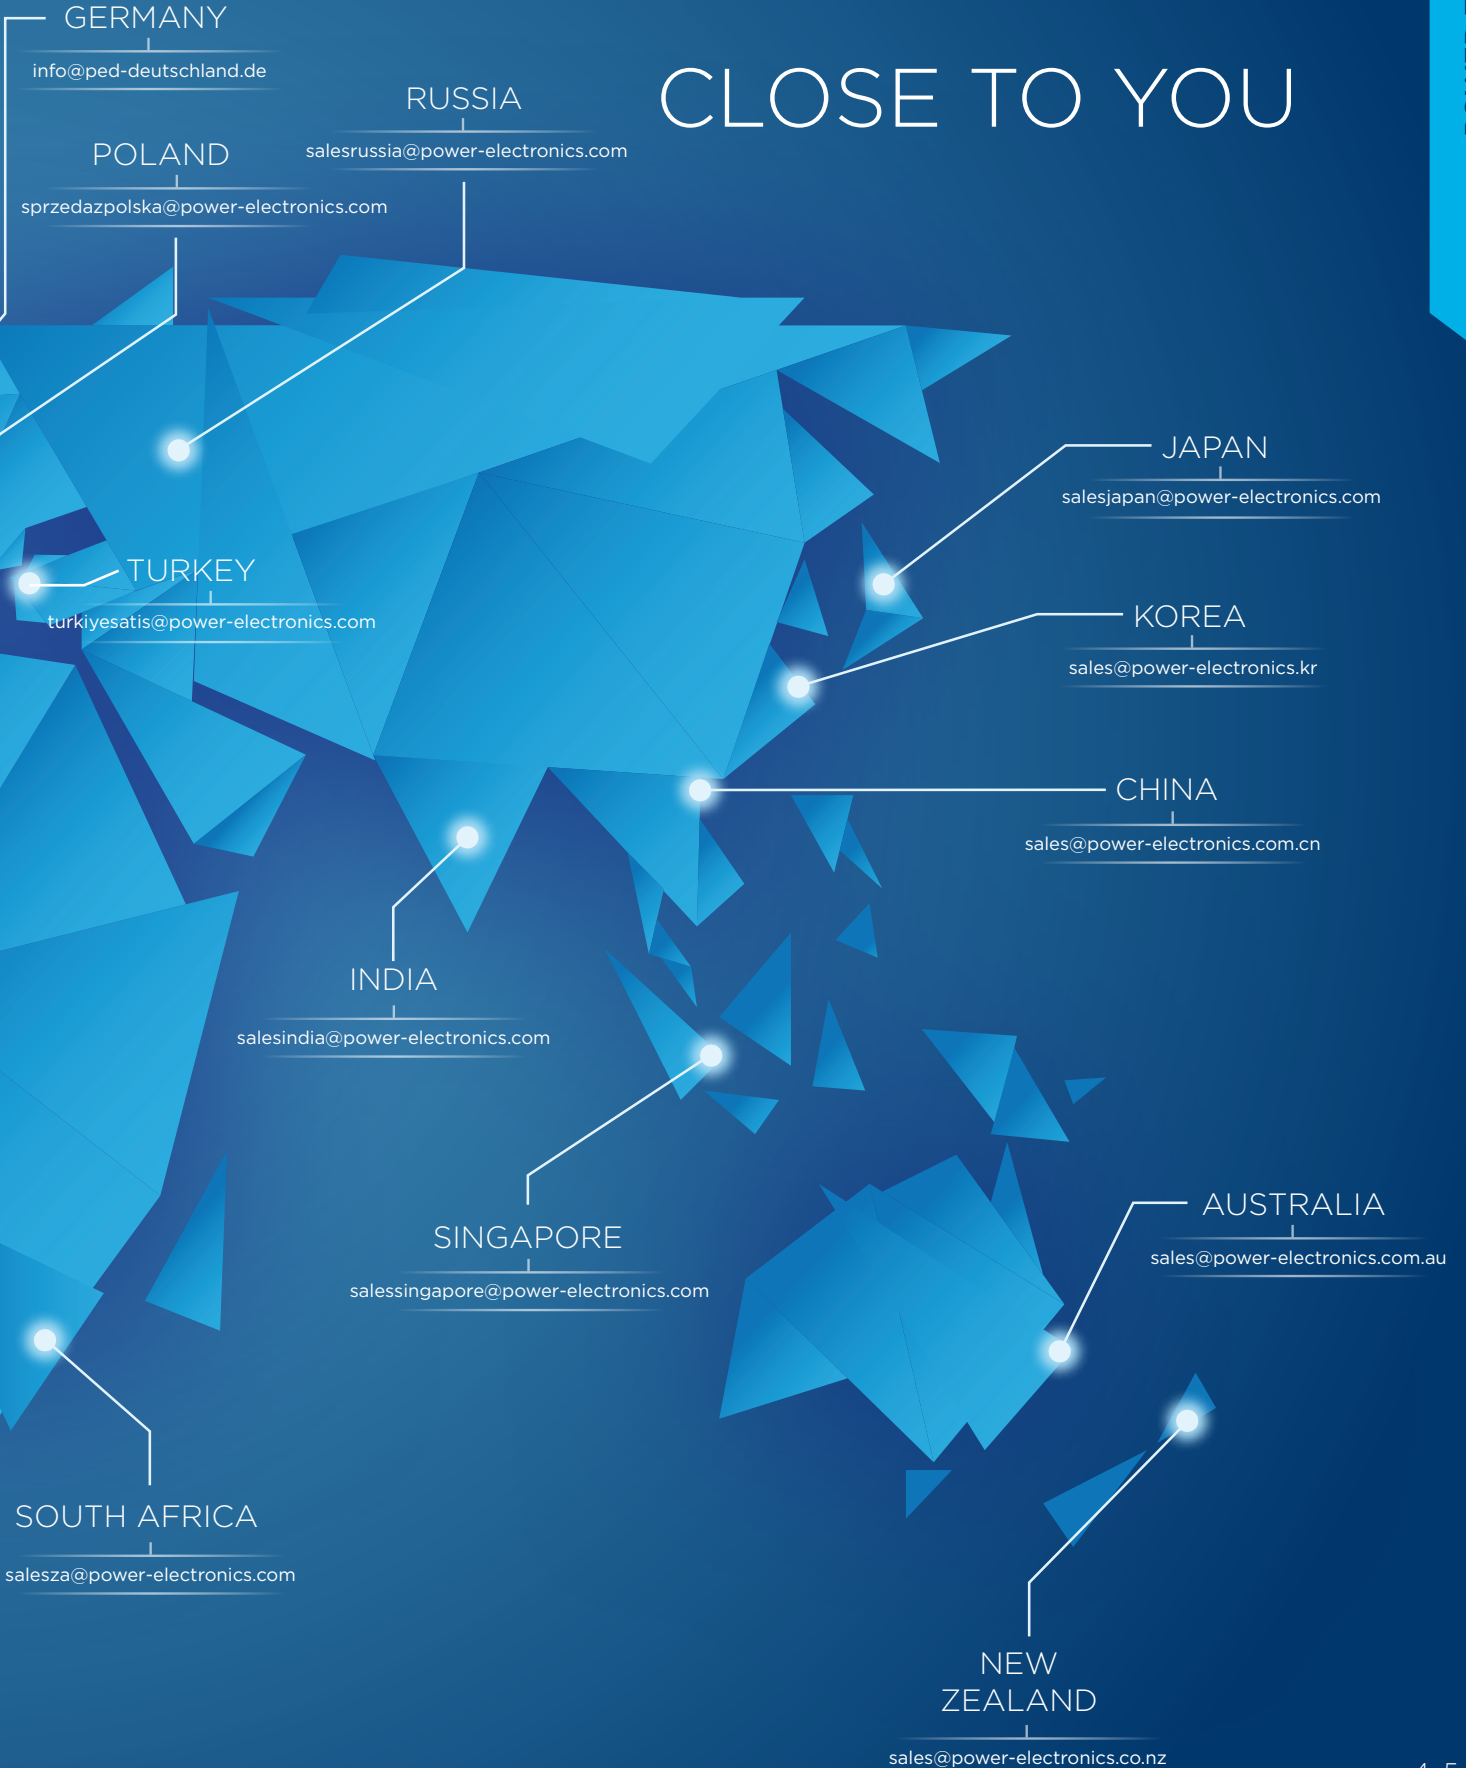 GERMANY
info@ped-deutschland.de
CLOSE TO YOU
RUSSIA
salesrussia@power-electronics.com
POLAND
sprzedazpolska@power-electronics.com
JAPAN
salesjapan@power-electronics.com
TURKEY
turkiyesatis@power-electronics.com
KOREA
sales@power-electronics.kr
CHINA
sales@power-electronics.com.cn
INDIA
salesindia@power-electronics.com
SINGAPORE
salessingapore@power-electronics.com
AUSTRALIA
sales@power-electronics.com.au
SOUTH AFRICA
salesza@power-electronics.com
NEW
ZEALAND
sales@power-electronics.co.nz